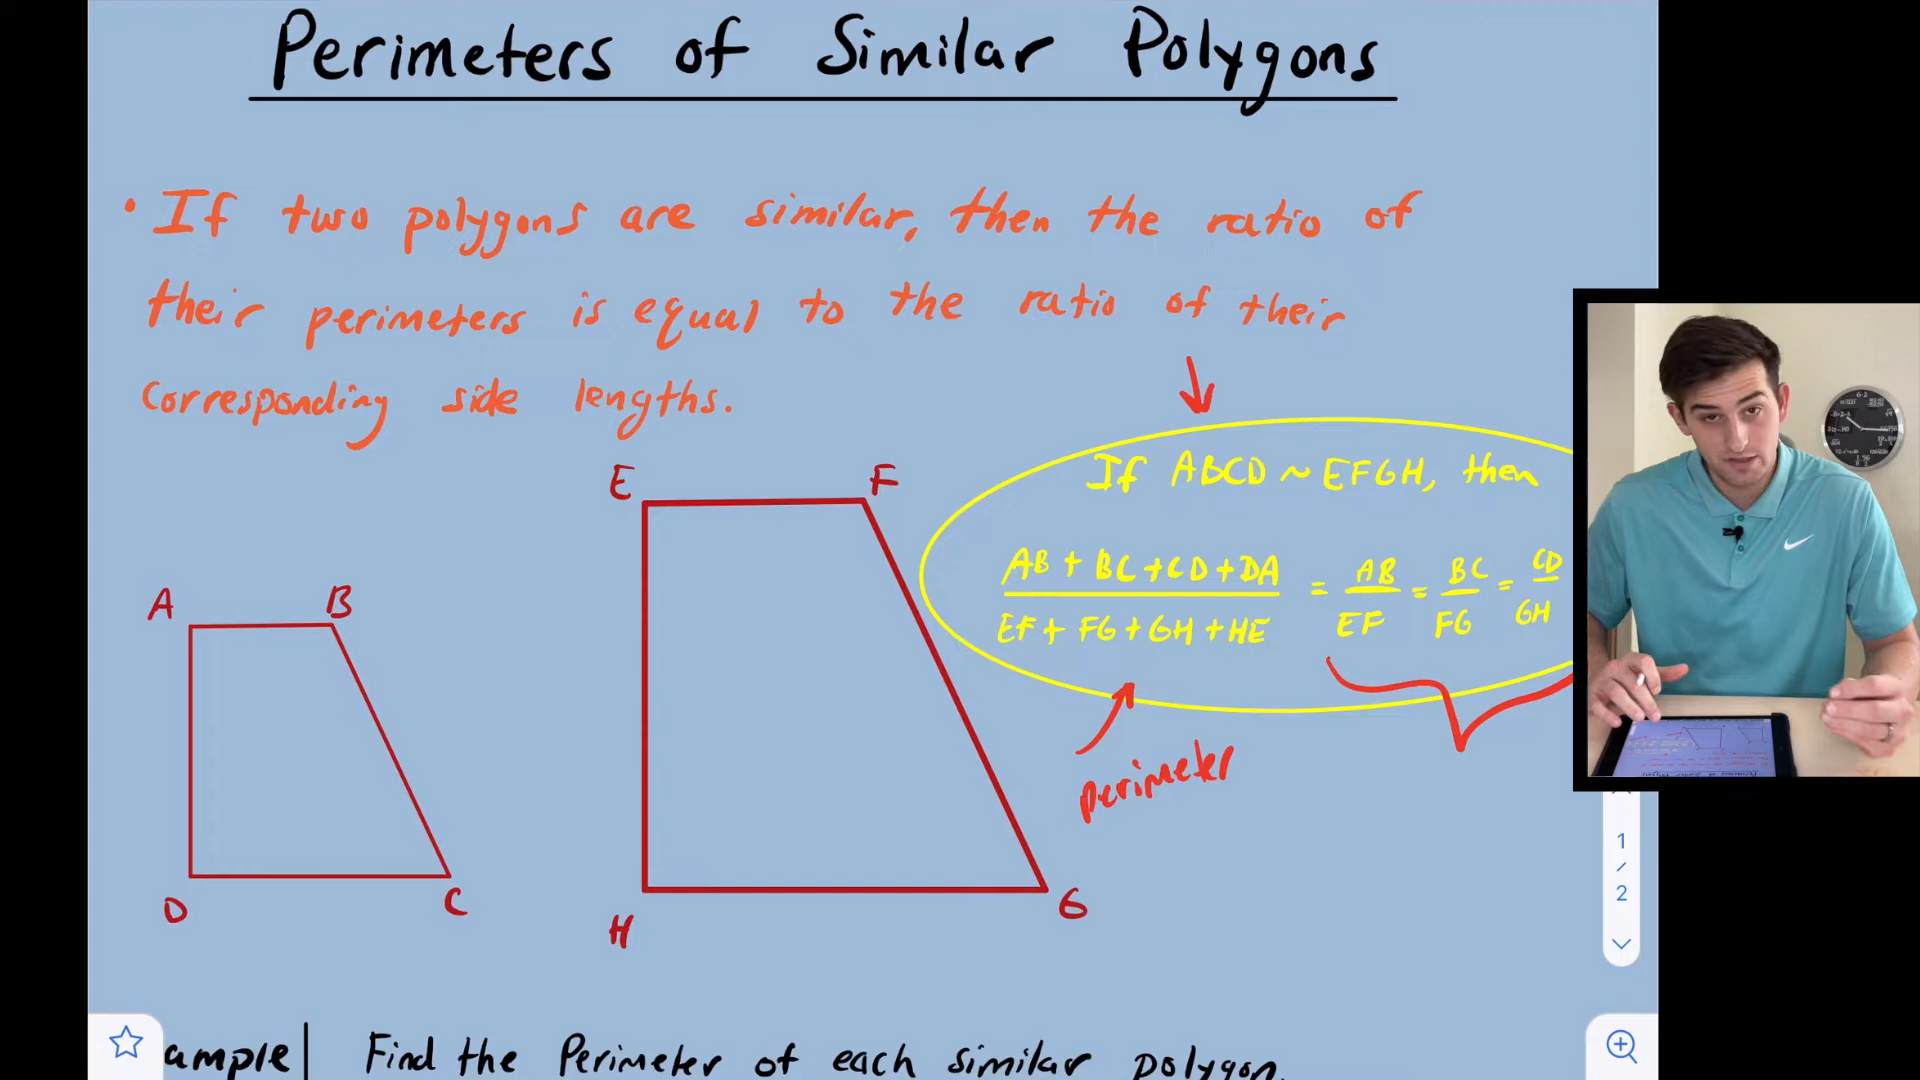 Perimeters of Similar Polygons
• If two polygons are similar, then the ratio of
their perimeters is equal to the ratio of their
corresponding side lengths.
E F
If ABCD ~ EFGH, then
AB + BC + CD + DA
EF + FG + GH + HE
= AB/EF = BC/FG = CD/GH
A B
perimeter
D C
H G
1
/
2
ample | Find the Perimeter of each similar polygon.